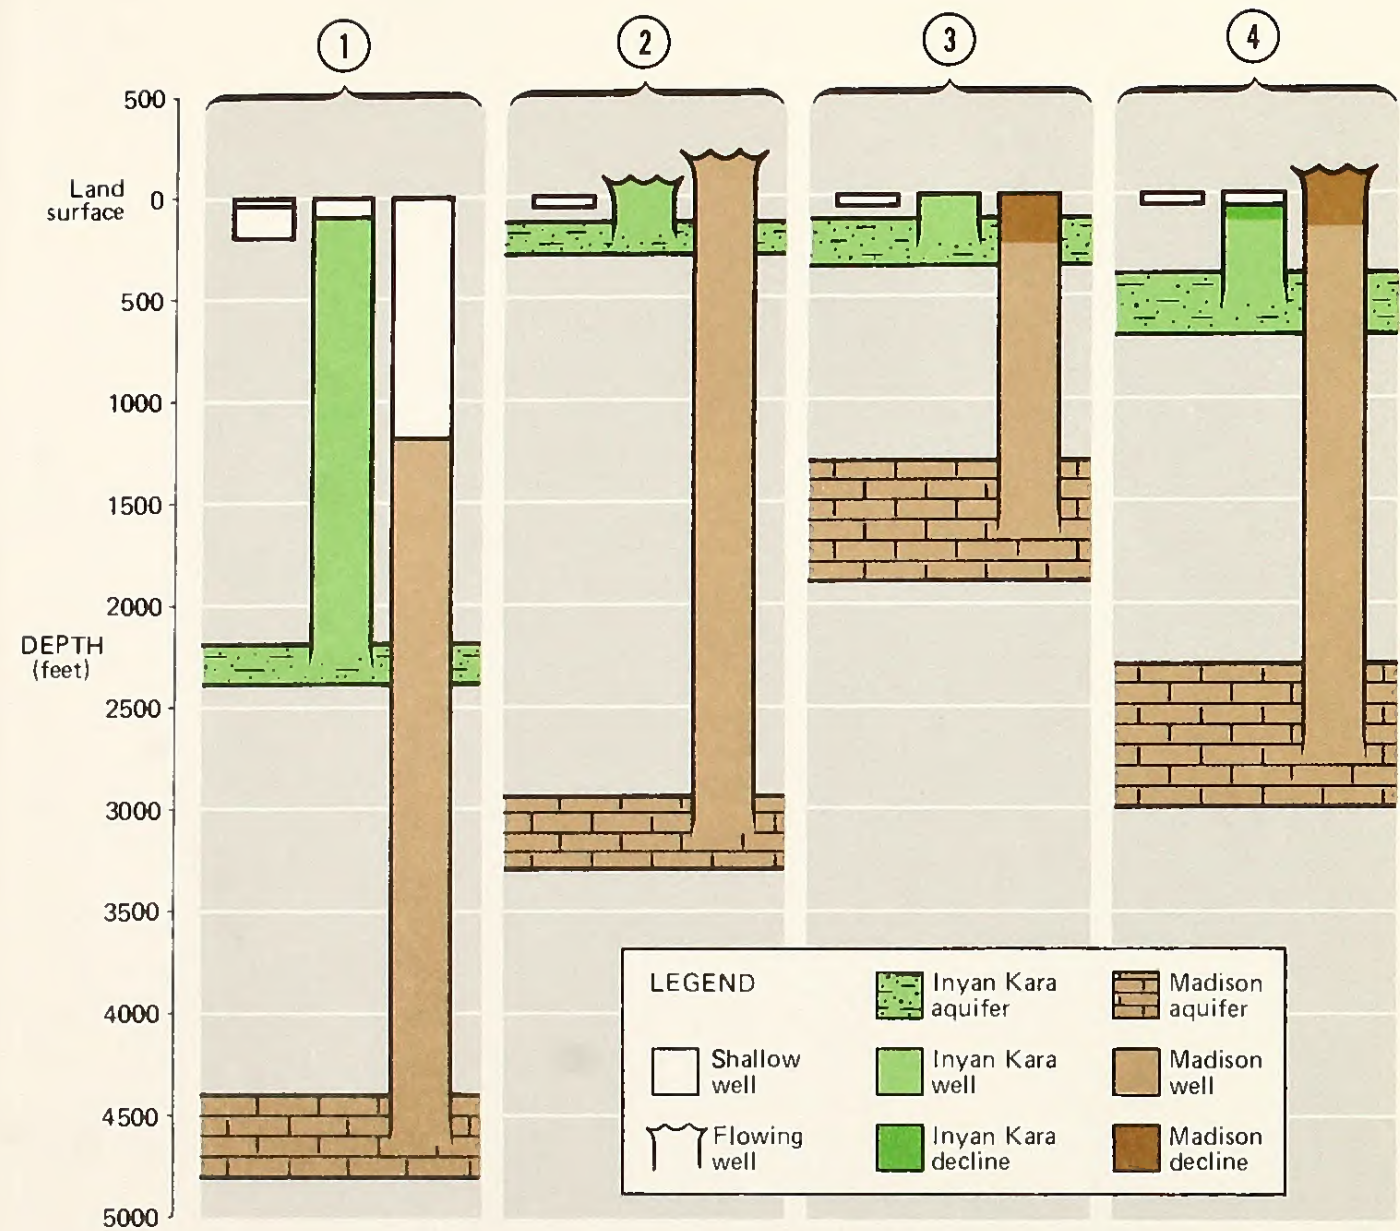 1
2
3
4
500
Land
surface
0
500
1000
1500
2000
DEPTH
(feet)
2500
3000
3500
4000
4500
5000
LEGEND
Shallow
well
Flowing
well
Inyan Kara
aquifer
Inyan Kara
well
Inyan Kara
decline
Madison
aquifer
Madison
well
Madison
decline